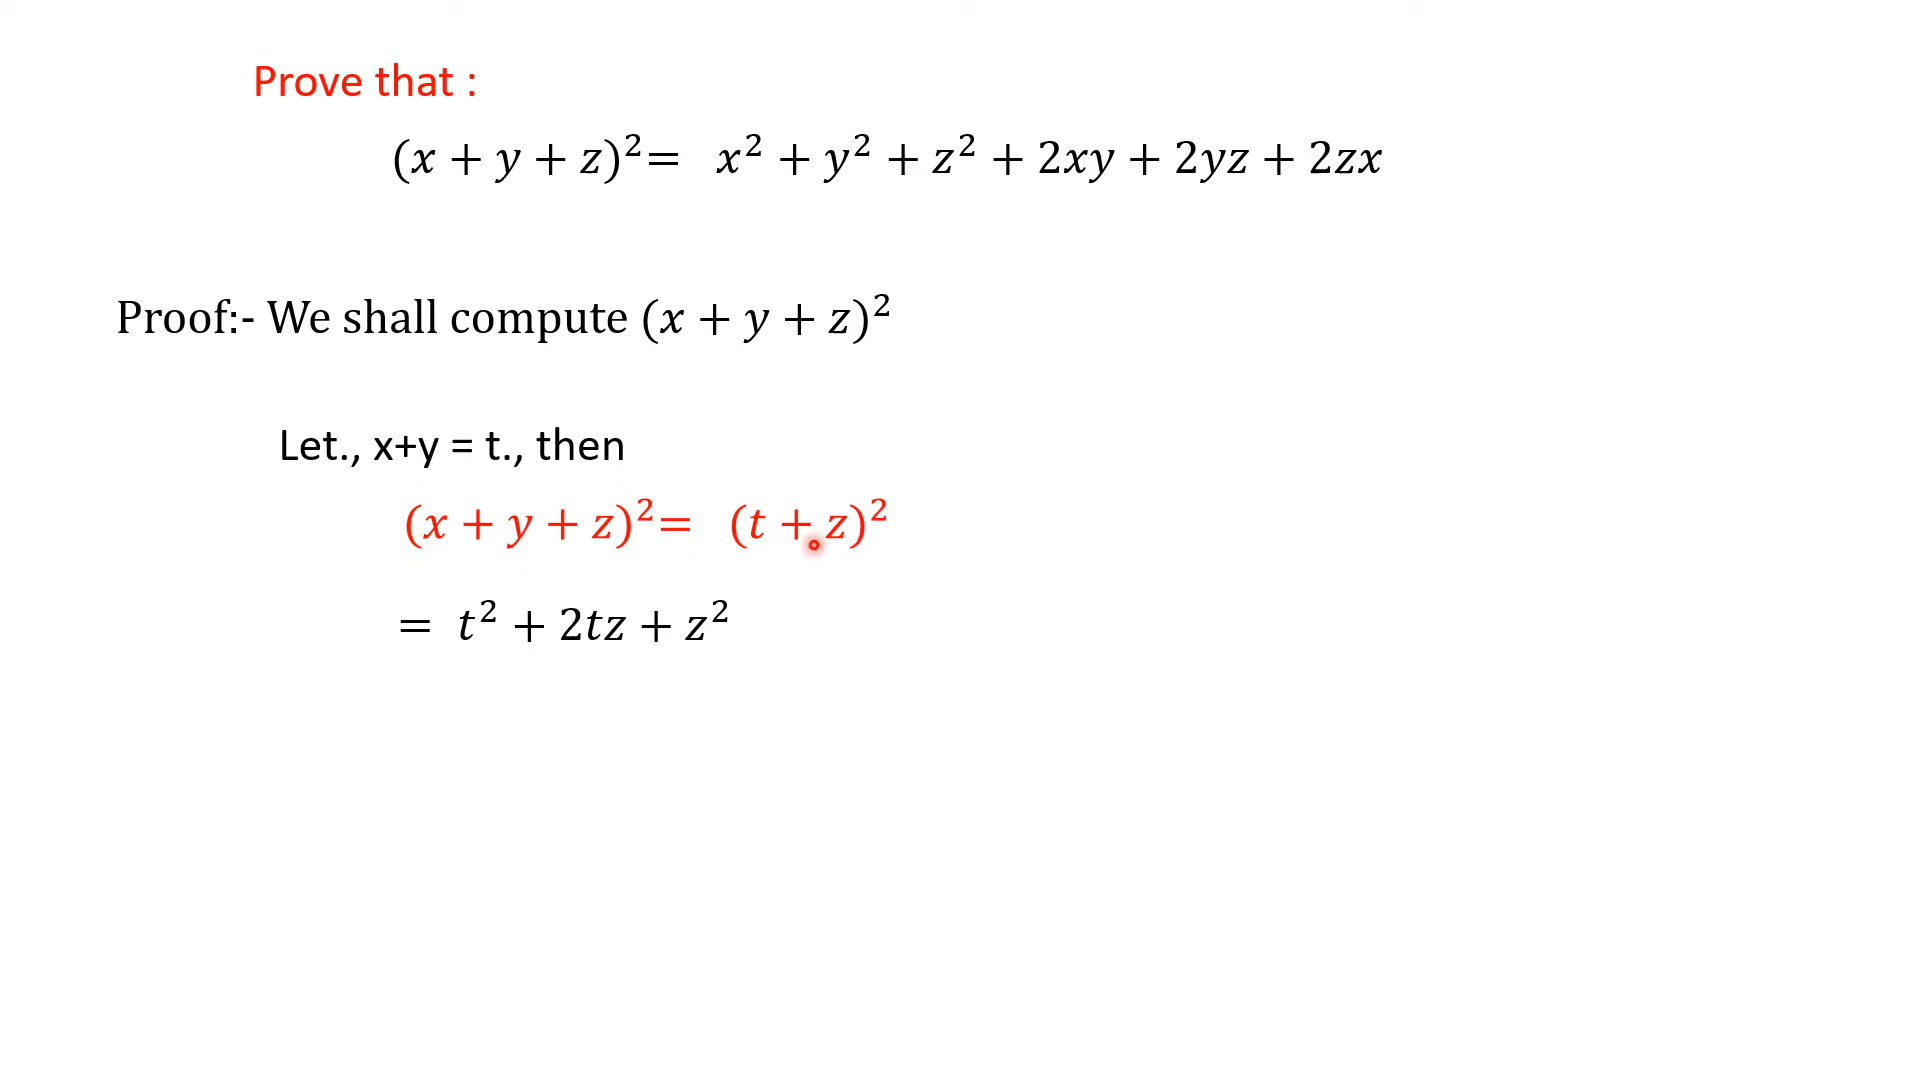 Prove that :
(x + y + z)²= x² + y² + z² + 2xy + 2yz + 2zx
Proof:- We shall compute (x + y + z)²
Let., x+y = t., then
(x + y + z)²= (t + z)²
= t² + 2tz + z²